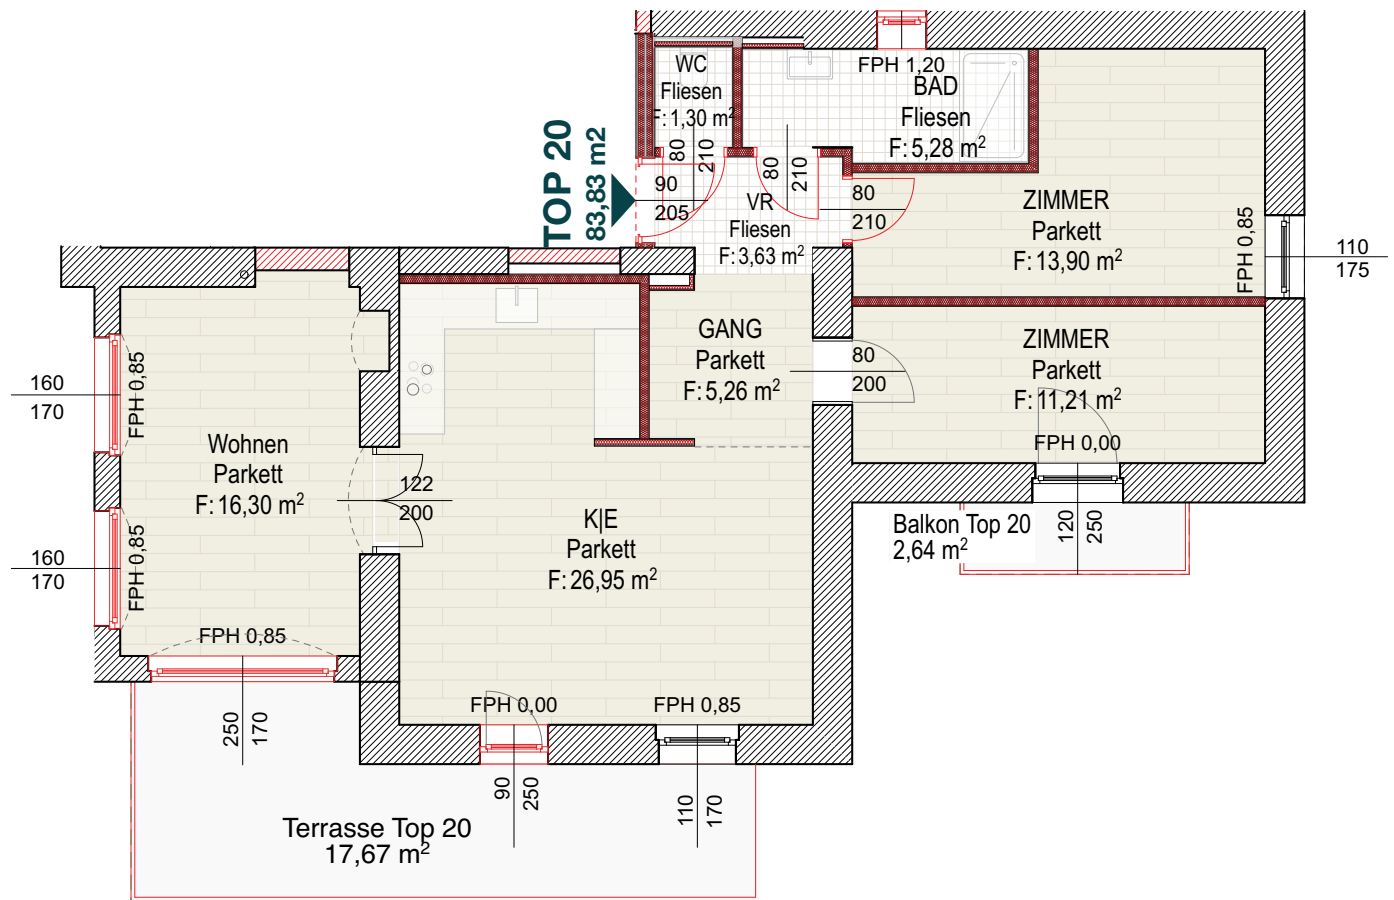 WC
Fliesen
F: 1,30 m²
80
210
FPH 1,20
BAD
Fliesen
F: 5,28 m²
80
210
TOP 20
83,83 m2
90
205
VR
Fliesen
F: 3,63 m²
80
210
ZIMMER
Parkett
F: 13,90 m²
FPH 0,85
110
175
GANG
Parkett
F: 5,26 m²
80
200
ZIMMER
Parkett
F: 11,21 m²
FPH 0,00
160
170
FPH 0,85
Wohnen
Parkett
F: 16,30 m²
122
200
K|E
Parkett
F: 26,95 m²
Balkon Top 20
2,64 m²
120
250
160
170
FPH 0,85
FPH 0,85
250
170
FPH 0,00
90
250
FPH 0,85
110
170
Terrasse Top 20
17,67 m²